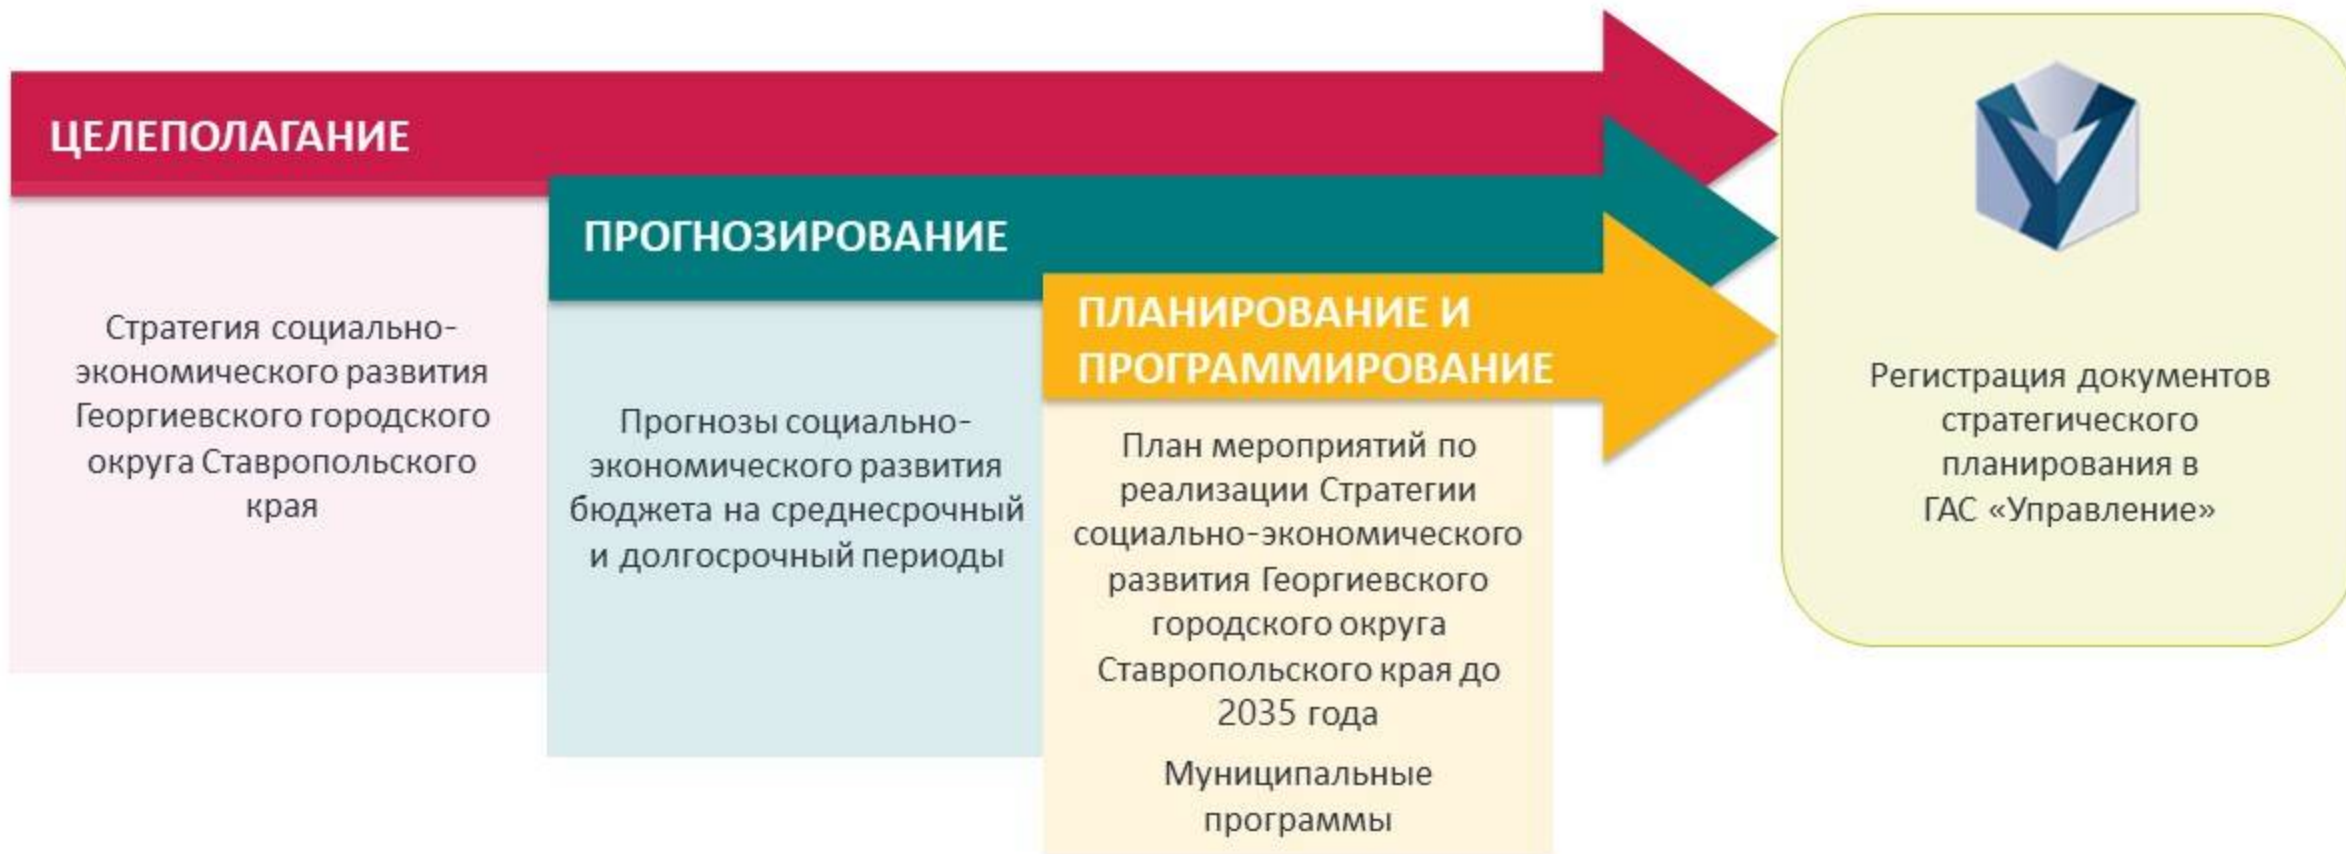 ЦЕЛЕПОЛАГАНИЕ
Стратегия социально-
экономического развития
Георгиевского городского
округа Ставропольского
края
ПРОГНОЗИРОВАНИЕ
Прогнозы социально-
экономического развития
бюджета на среднесрочный
и долгосрочный периоды
ПЛАНИРОВАНИЕ И
ПРОГРАММИРОВАНИЕ
План мероприятий по
реализации Стратегии
социально-экономического
развития Георгиевского
городского округа
Ставропольского края до
2035 года
Муниципальные
программы
Регистрация документов
стратегического
планирования в
ГАС «Управление»